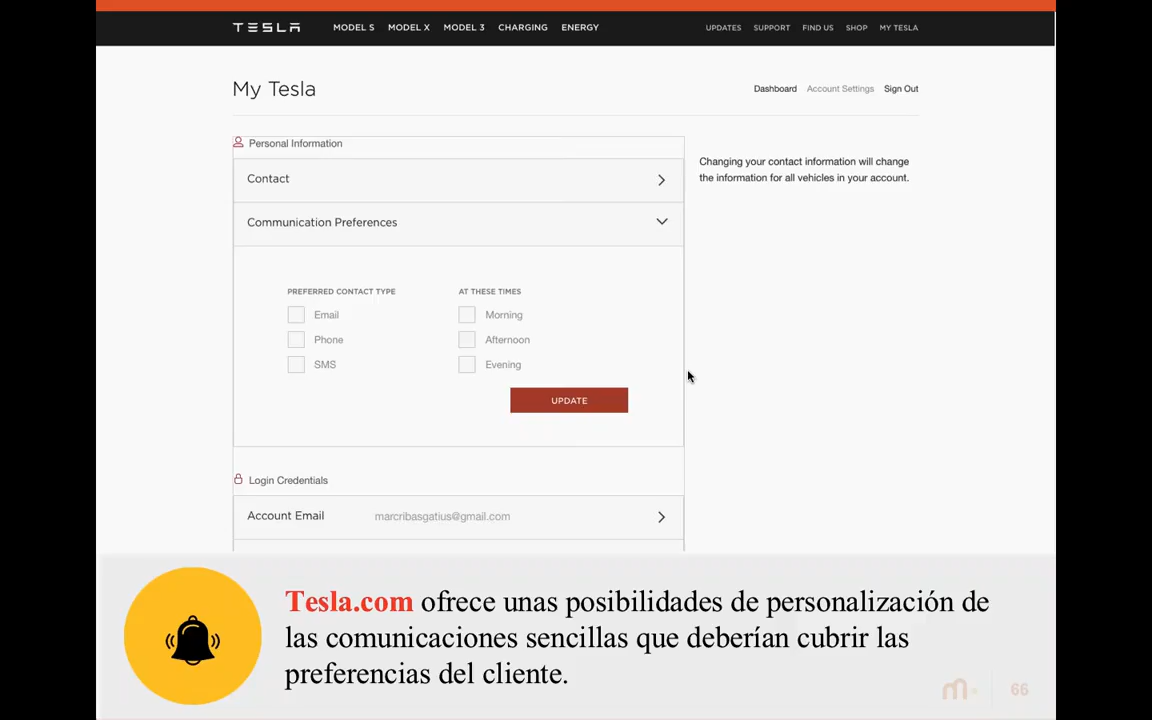 TESLA MODEL S MODEL X MODEL 3 CHARGING ENERGY UPDATES SUPPORT FIND US SHOP MY TESLA
My Tesla Dashboard Account Settings Sign Out
Personal Information
Changing your contact information will change
the information for all vehicles in your account.
Contact
Communication Preferences
PREFERRED CONTACT TYPE AT THESE TIMES
Email Morning
Phone Afternoon
SMS Evening
UPDATE
Login Credentials
Account Email marcribasgatius@gmail.com
Tesla.com ofrece unas posibilidades de personalización de
las comunicaciones sencillas que deberían cubrir las
preferencias del cliente.
m 66